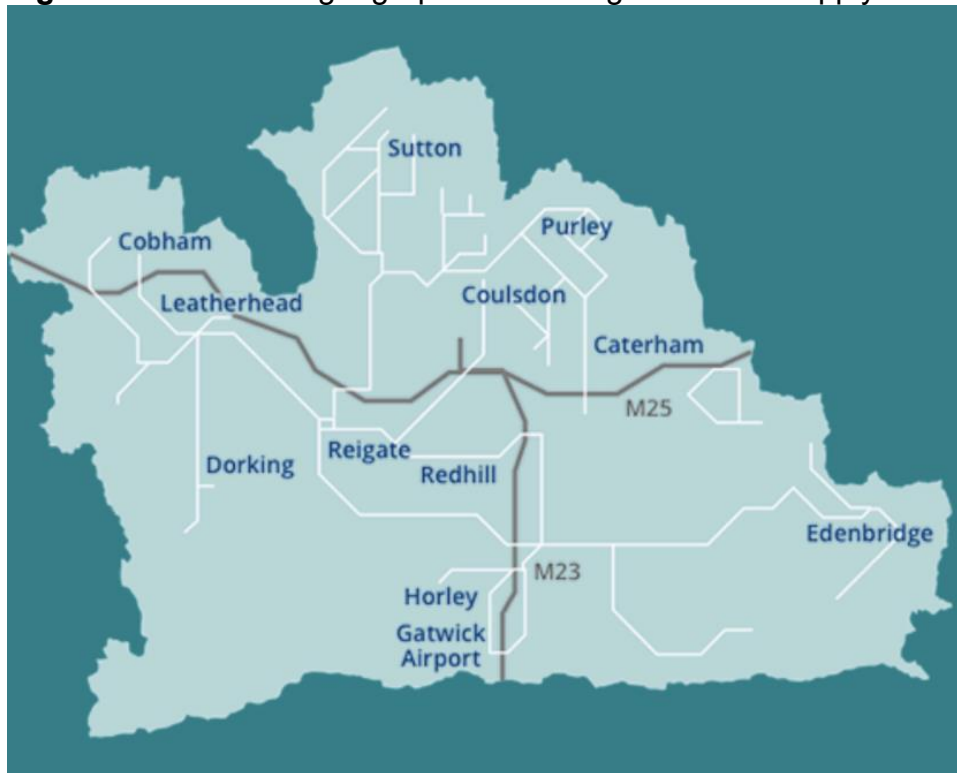 Sutton
Purley
Cobham
Coulsdon
Leatherhead
Caterham
M25
Reigate
Dorking
Redhill
Edenbridge
M23
Horley
Gatwick
Airport